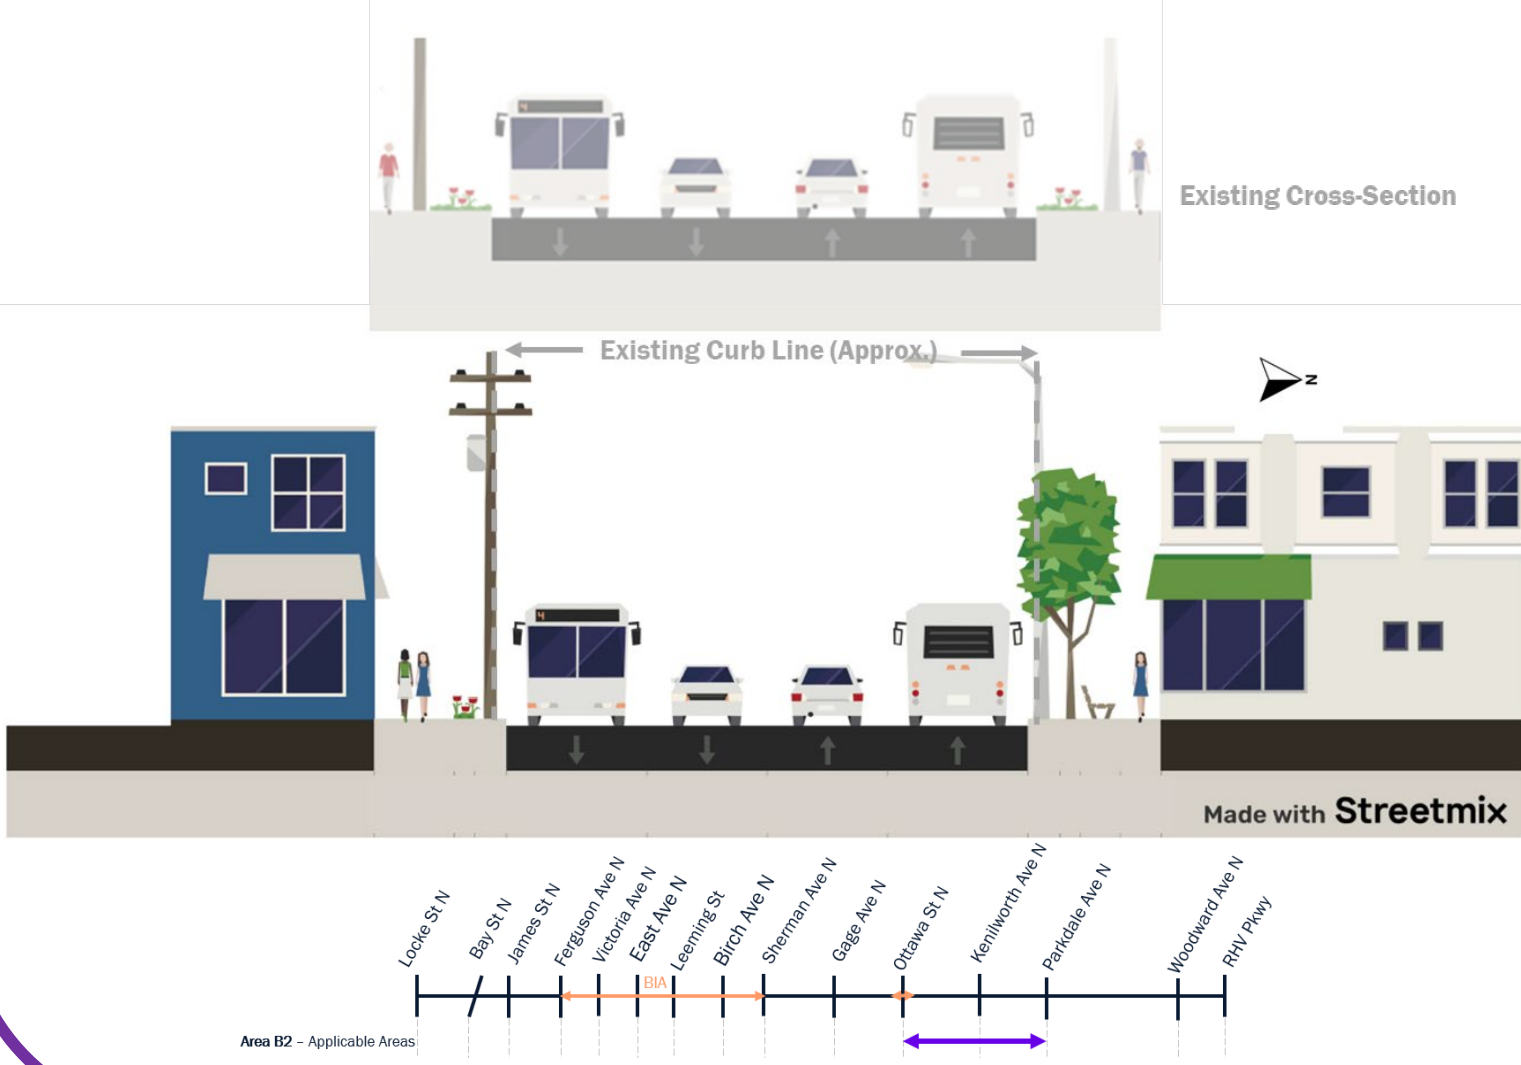 4
Existing Cross-Section
Existing Curb Line (Approx.)
N
4
Made with Streetmix
Locke St N
Bay St N
James St N
Ferguson Ave N
Victoria Ave N
East Ave N
Leeming St
Birch Ave N
Sherman Ave N
Gage Ave N
Ottawa St N
Kenilworth Ave N
Parkdale Ave N
Woodward Ave N
RHV Pkwy
BIA
Area B2 – Applicable Areas